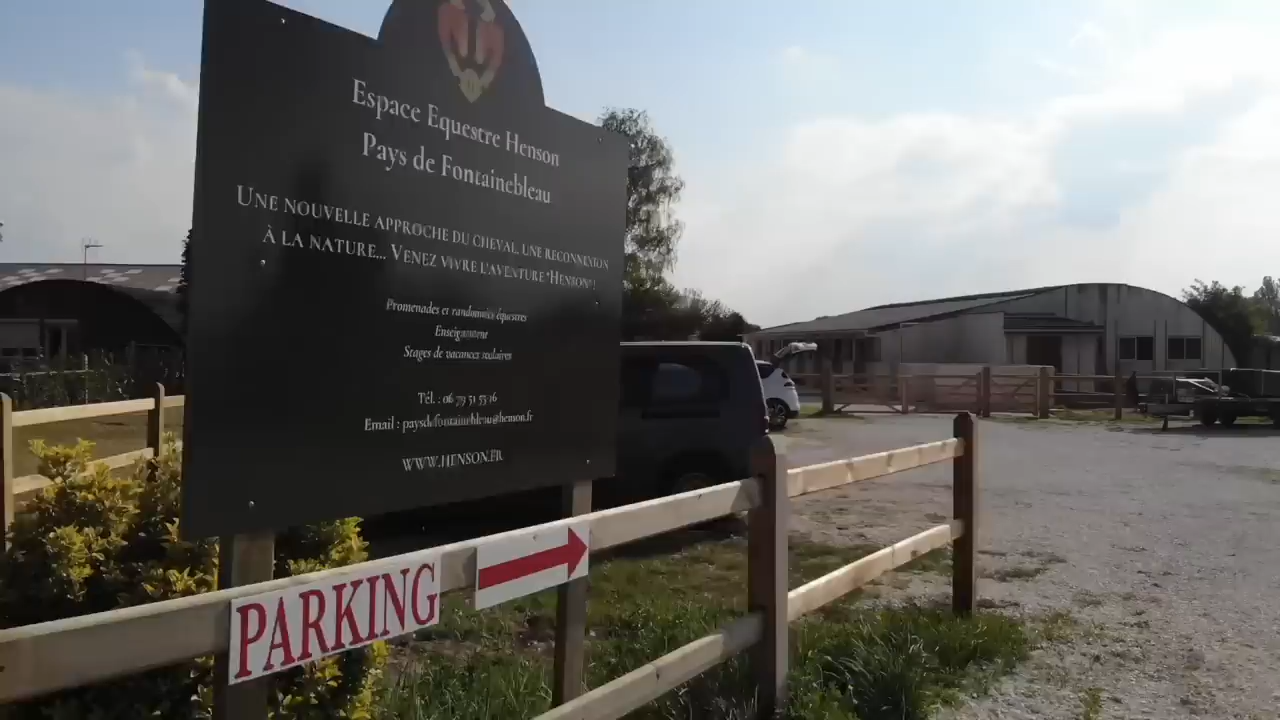 Espace Equestre Henson
Pays de Fontainebleau
UNE NOUVELLE APPROCHE DU CHEVAL, UNE RECONNEXION
À LA NATURE... VENEZ VIVRE L'AVENTURE "HENSON" !
Promenades et randonnées équestres
Enseignement
Stages de vacances scolaires
Tél. : 06 79 51 53 16
Email : paysdefontainebleau@henson.fr
WWW.HENSON.FR
PARKING